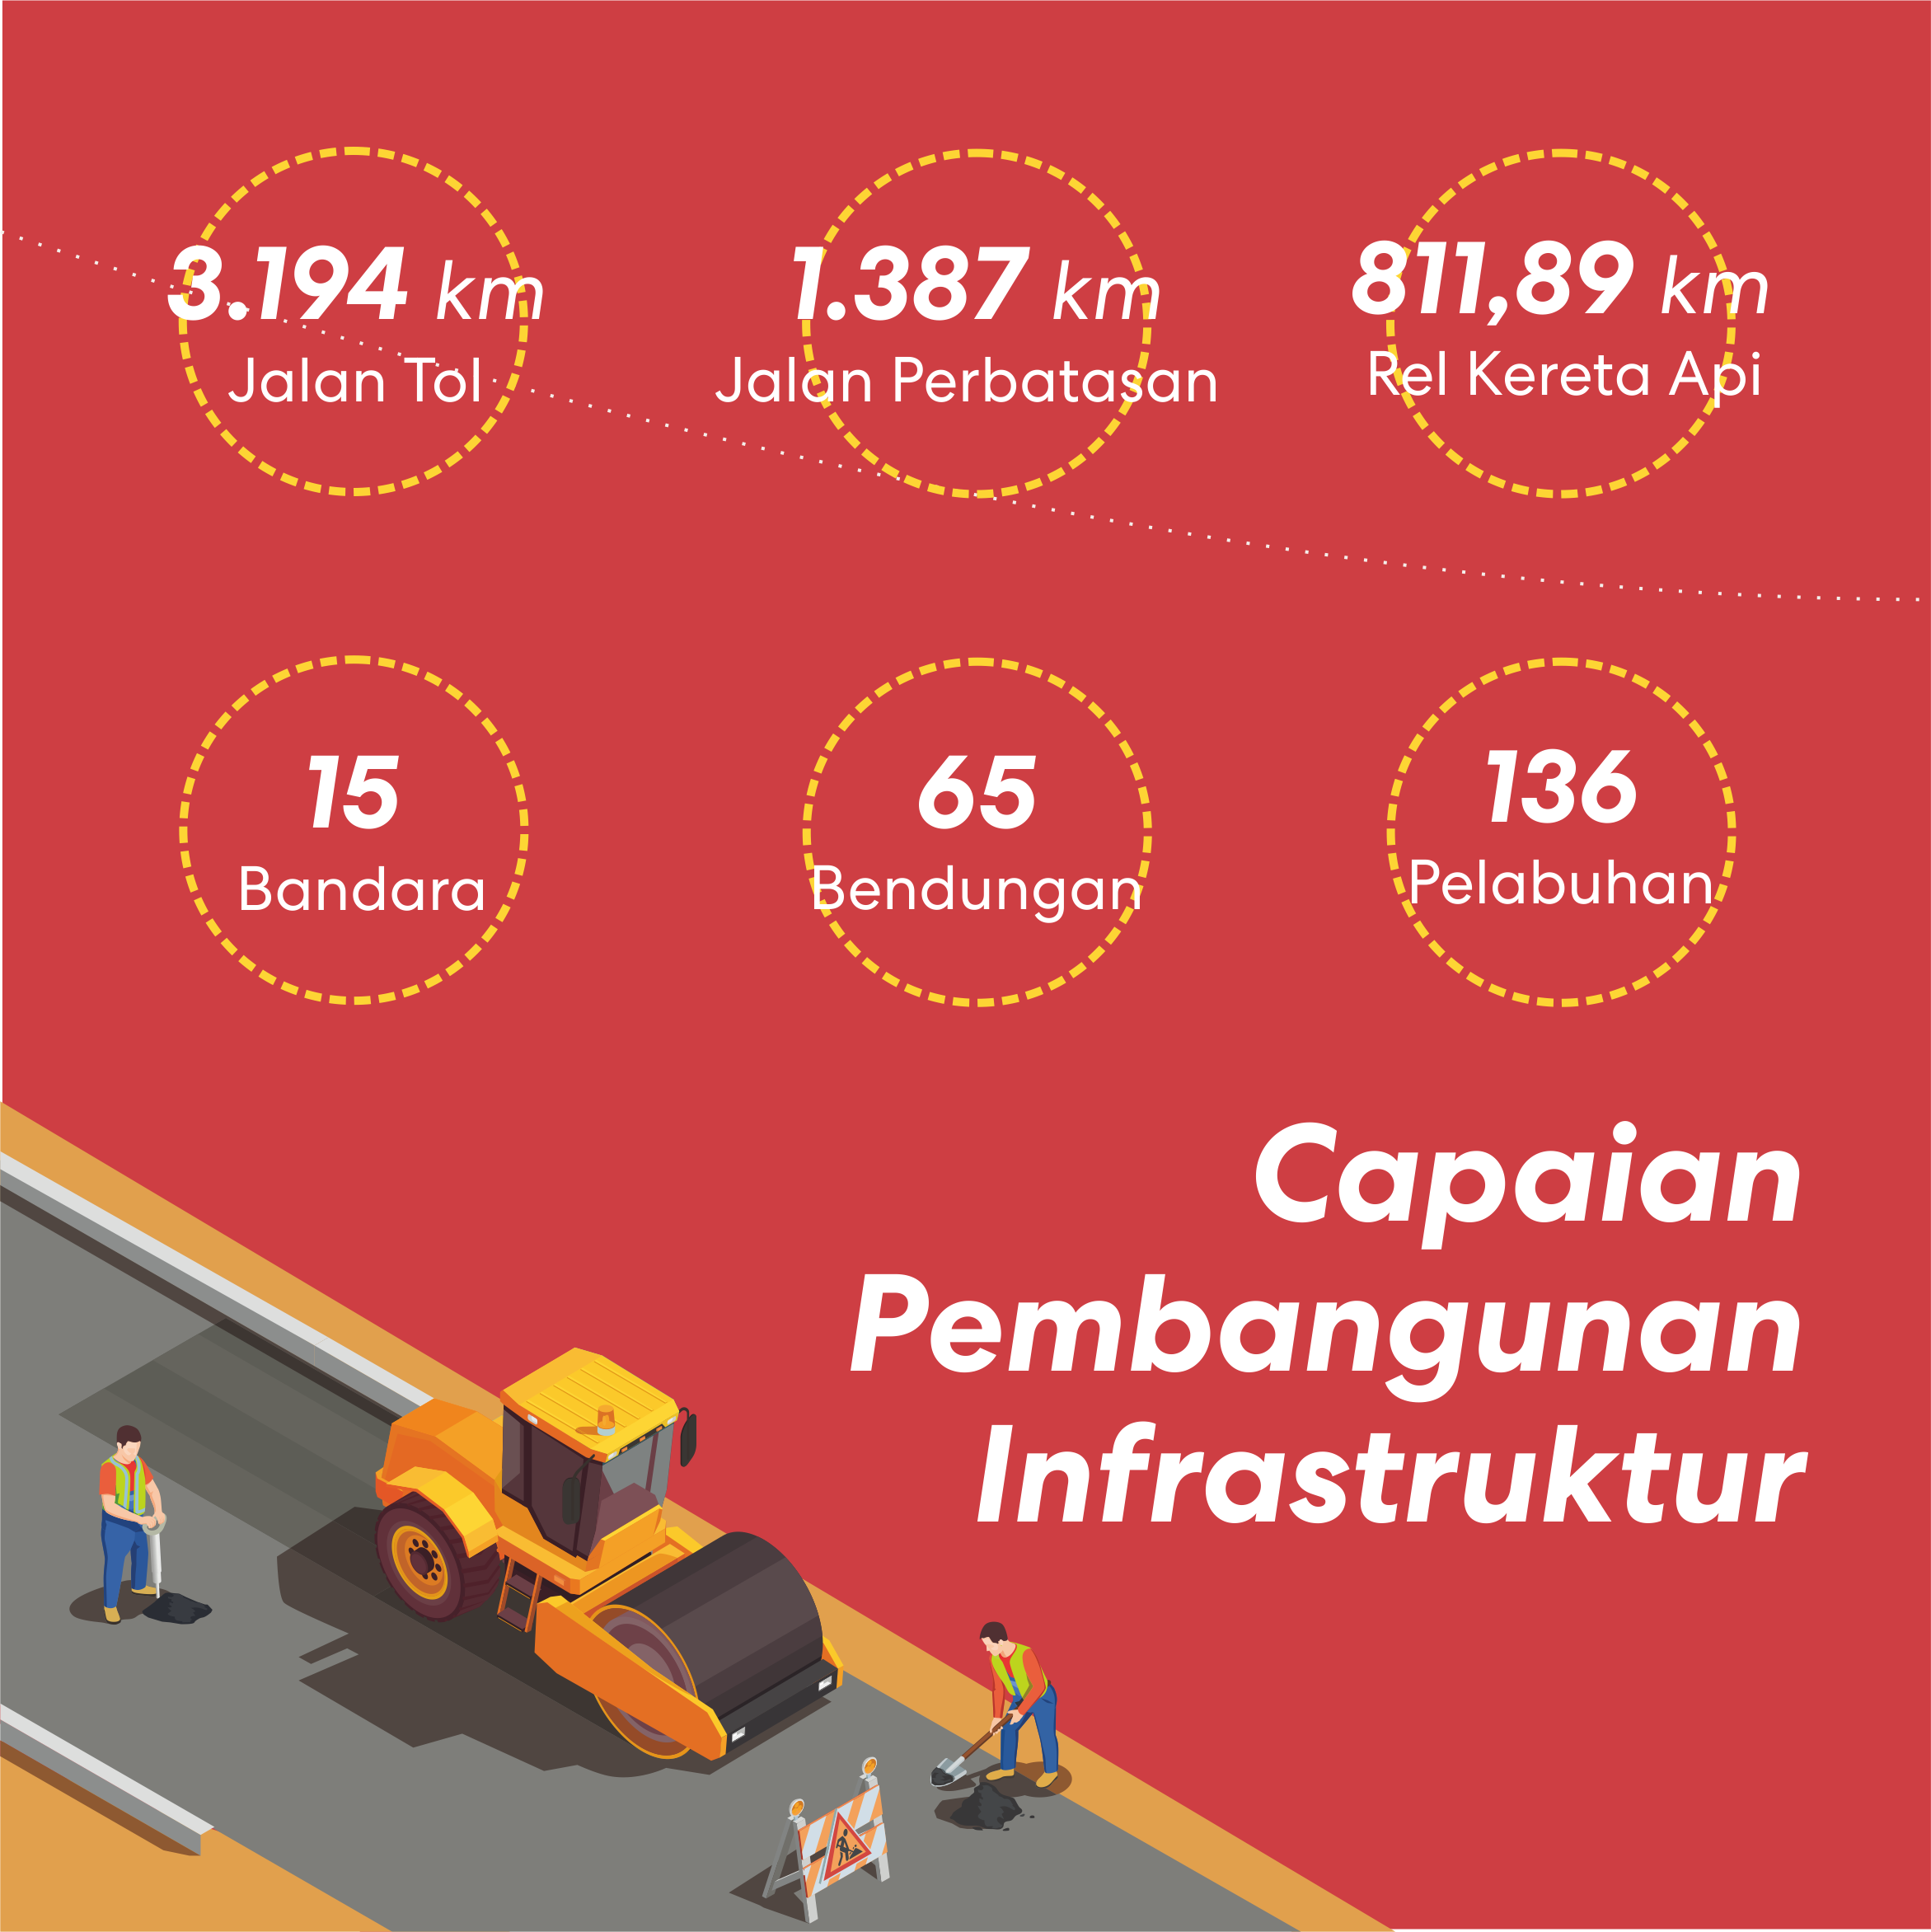 3.194 km
Jalan Tol
1.387 km
Jalan Perbatasan
811,89 km
Rel Kereta Api
15
Bandara
65
Bendungan
136
Pelabuhan
Capaian
Pembangunan
Infrastruktur